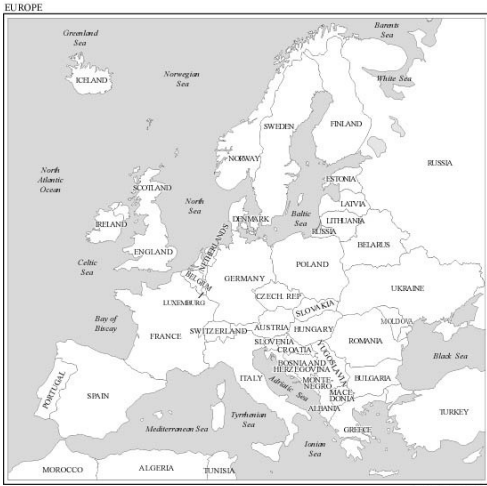 EUROPE
Greenland
Sea
Barents
Sea
ICELAND
Norwegian
Sea
White Sea
SWEDEN
FINLAND
NORWAY
RUSSIA
North
Atlantic
Ocean
ESTONIA
SCOTLAND
LATVIA
North
Sea
DENMARK
Baltic
Sea
LITHUANIA
IRELAND
RUSSIA
NETHERLANDS
BELARUS
ENGLAND
Celtic
Sea
POLAND
GERMANY
BELGIUM
UKRAINE
CZECH REP
LUXEMBURG
SLOVAKIA
Bay of
Biscay
MOLDOVA
FRANCE
SWITZERLAND
AUSTRIA
HUNGARY
SLOVENIA
ROMANIA
CROATIA
YUGOSLAVIA
Black Sea
BOSNIA AND
HERZEGOVINA
ITALY
Adriatic Sea
MONTE-
NEGRO
BULGARIA
PORTUGAL
SPAIN
MACE-
DONIA
ALBANIA
TURKEY
Tyrrhanian
Sea
Mediterranean Sea
GREECE
Ionian
Sea
MOROCCO
ALGERIA
TUNISIA